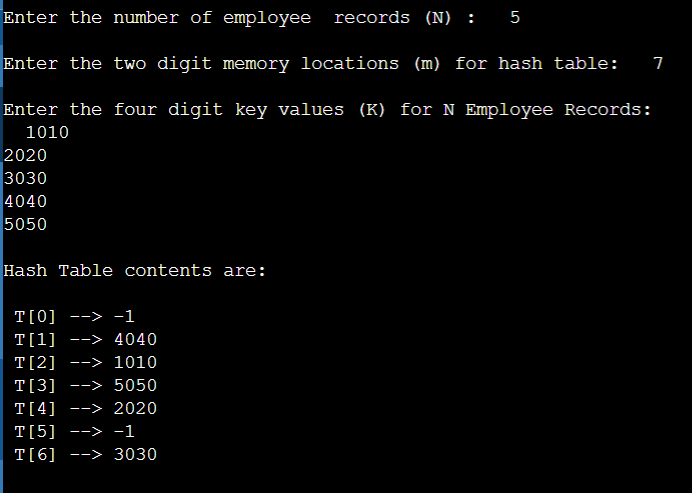 Enter the number of employee  records (N) :   5
Enter the two digit memory locations (m) for hash table:   7
Enter the four digit key values (K) for N Employee Records:
  1010
2020
3030
4040
5050
Hash Table contents are:
 T[0] --> -1
 T[1] --> 4040
 T[2] --> 1010
 T[3] --> 5050
 T[4] --> 2020
 T[5] --> -1
 T[6] --> 3030